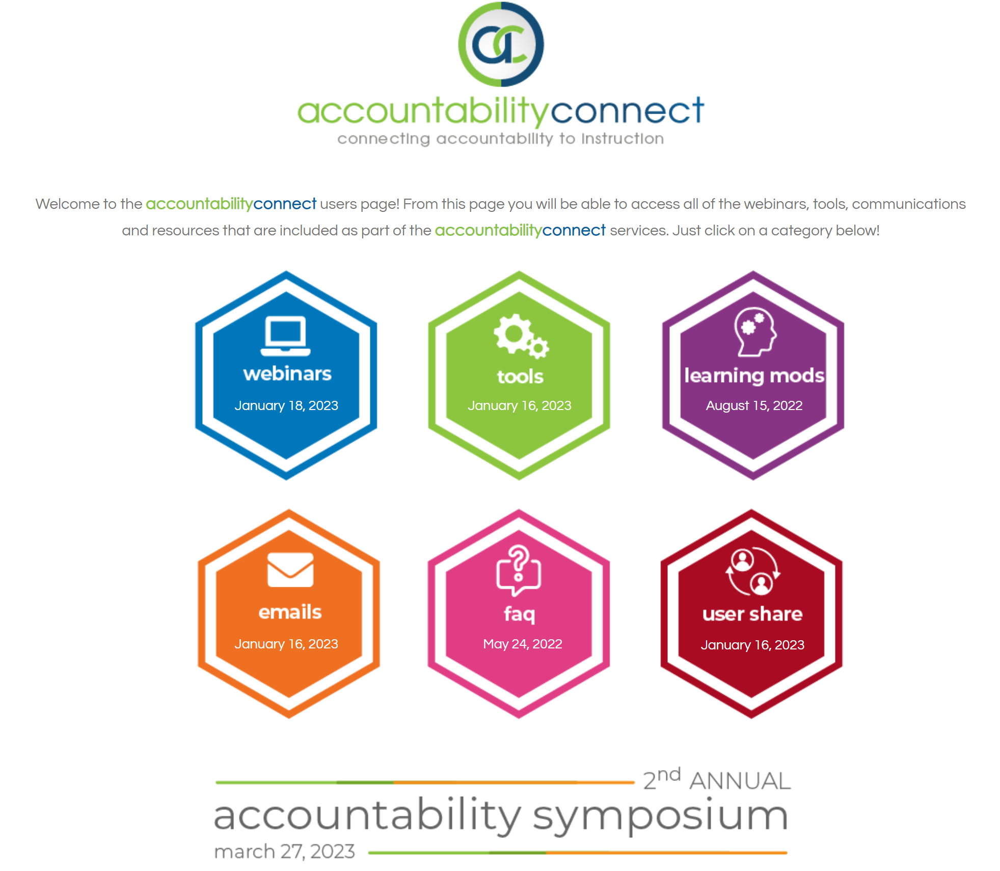 ac
accountabilityconnect
connecting accountability to instruction
Welcome to the accountabilityconnect users page! From this page you will be able to access all of the webinars, tools, communications
and resources that are included as part of the accountabilityconnect services. Just click on a category below!
webinars
January 18, 2023
tools
January 16, 2023
learning mods
August 15, 2022
emails
January 16, 2023
faq
May 24, 2022
user share
January 16, 2023
2nd ANNUAL
accountability symposium
march 27, 2023